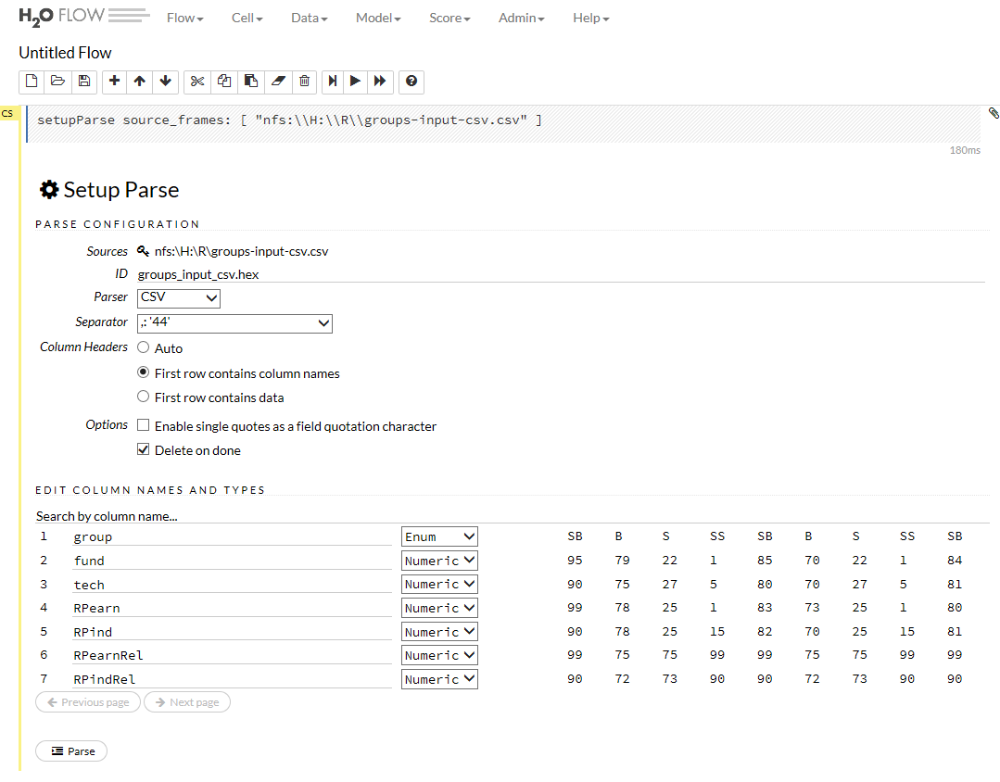 H2O FLOW Flow Cell Data Model Score Admin Help
Untitled Flow
CS
setupParse source_frames: [ "nfs:\\H:\\R\\groups-input-csv.csv" ]
180ms
Setup Parse
PARSE CONFIGURATION
Sources nfs:\H:\R\groups-input-csv.csv
ID groups_input_csv.hex
Parser CSV
Separator ,: '44'
Column Headers Auto
First row contains column names
First row contains data
Options Enable single quotes as a field quotation character
Delete on done
EDIT COLUMN NAMES AND TYPES
Search by column name...
1 group Enum SB B S SS SB B S SS SB
2 fund Numeric 95 79 22 1 85 70 22 1 84
3 tech Numeric 90 75 27 5 80 70 27 5 81
4 RPearn Numeric 99 78 25 1 83 73 25 1 80
5 RPind Numeric 90 78 25 15 82 70 25 15 81
6 RPearnRel Numeric 99 75 75 99 99 75 75 99 99
7 RPindRel Numeric 90 72 73 90 90 72 73 90 90
Previous page Next page
Parse